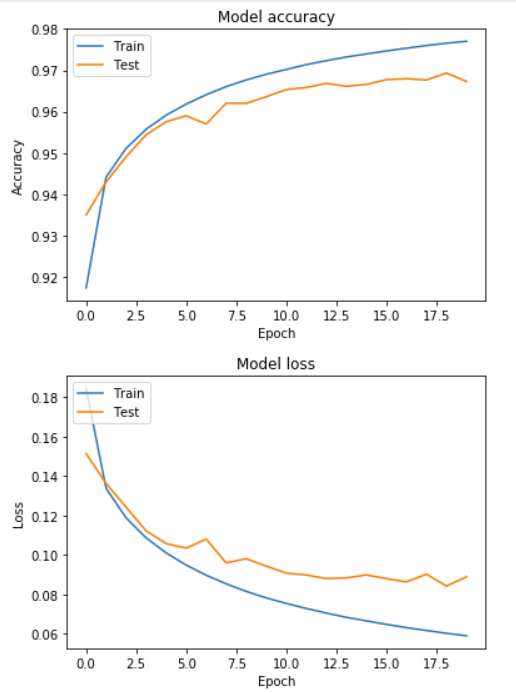 Model accuracy
0.98
0.97
0.96
0.95
0.94
0.93
0.92
Accuracy
Train
Test
0.0 2.5 5.0 7.5 10.0 12.5 15.0 17.5
Epoch
Model loss
0.18
0.16
0.14
0.12
0.10
0.08
0.06
Loss
Train
Test
0.0 2.5 5.0 7.5 10.0 12.5 15.0 17.5
Epoch